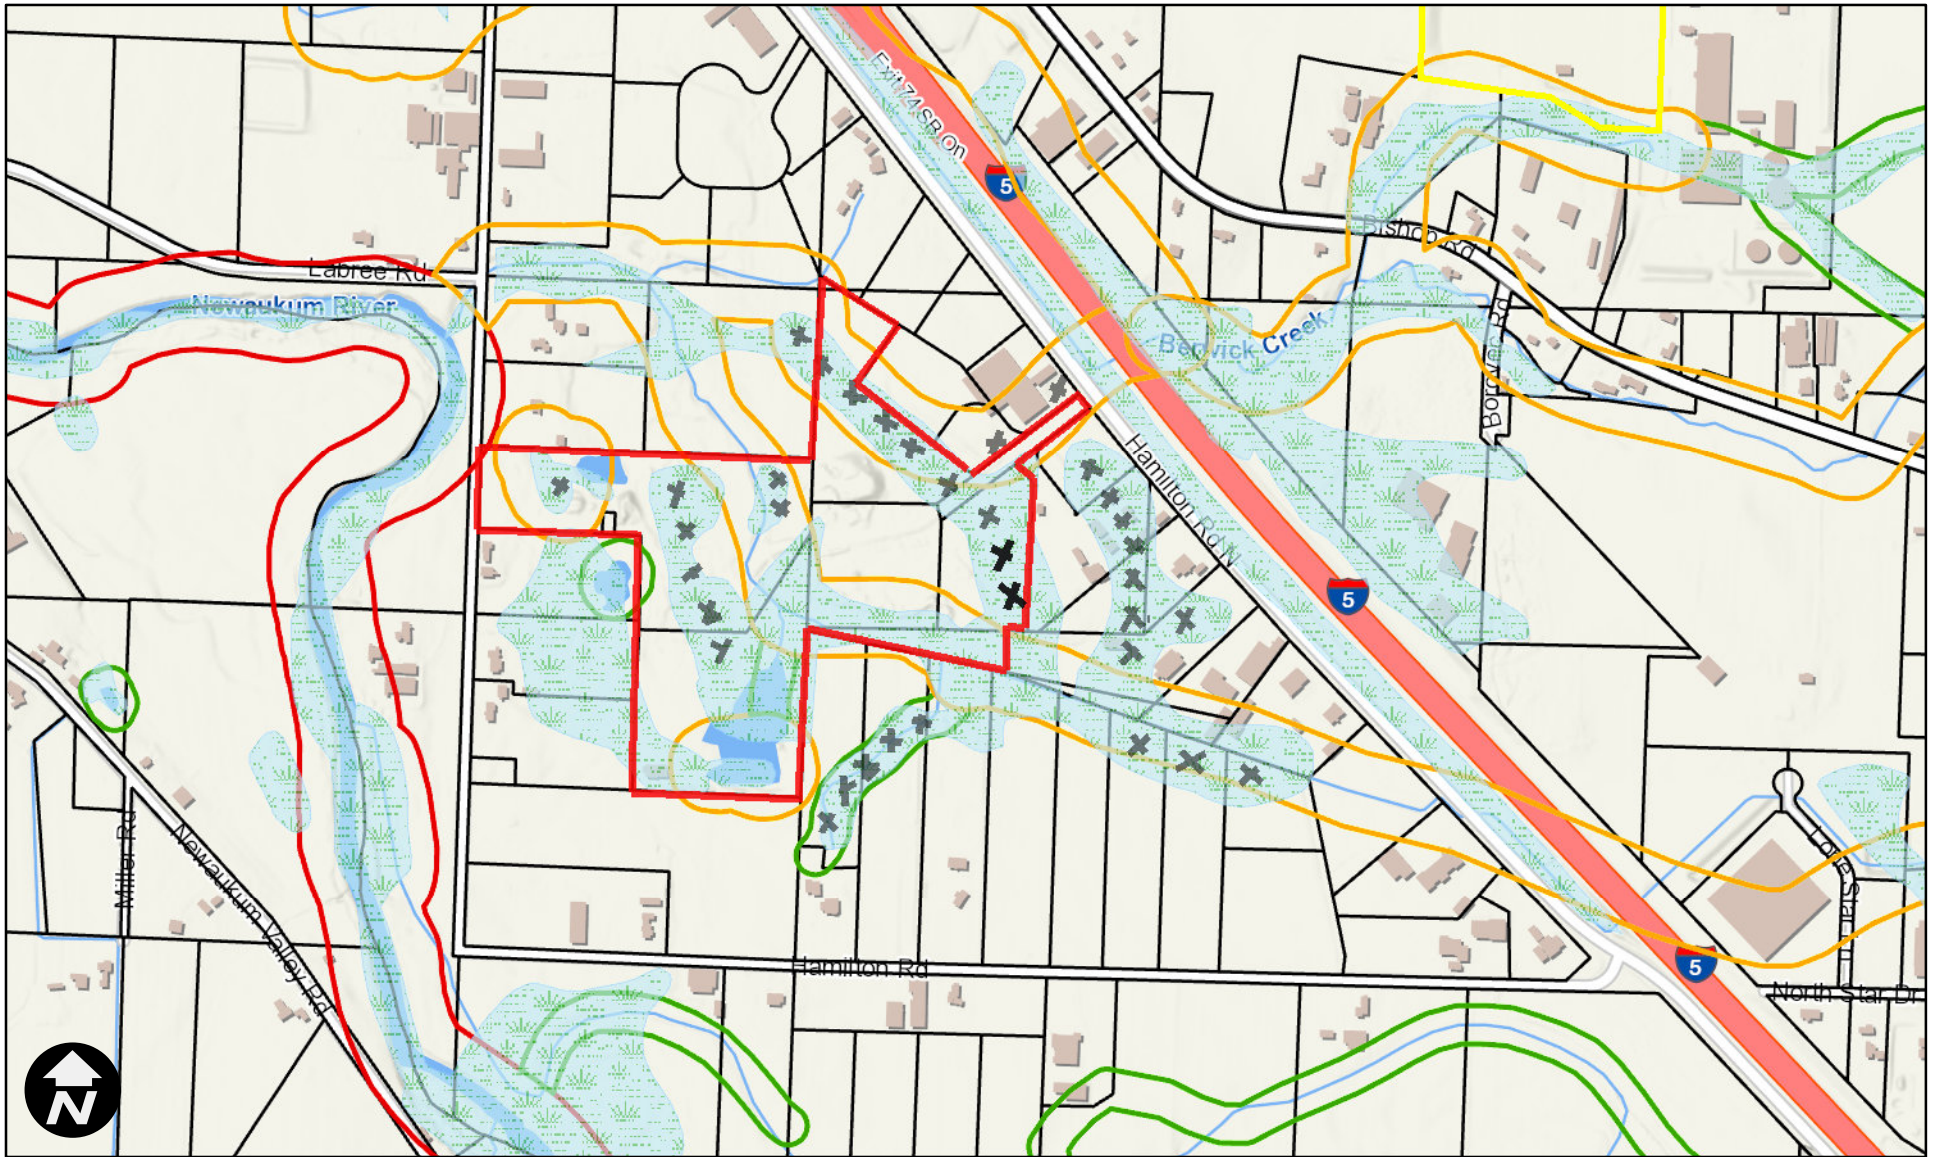 Exit 74 SB On
5
Bishop Rd
Labree Rd
Newaukum River
Berwick Creek
Borovec Rd
Hamilton Rd N
5
Miller Rd
Newaukum Valley Rd
Lone Star Ln
Hamilton Rd
5
North Star Dr
N